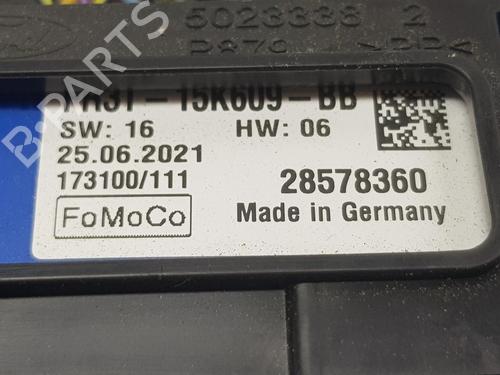 5023338 2
15K609-BB
SW: 16 HW: 06
25.06.2021
173100/111 28578360
FoMoCo Made in Germany
B-Parts